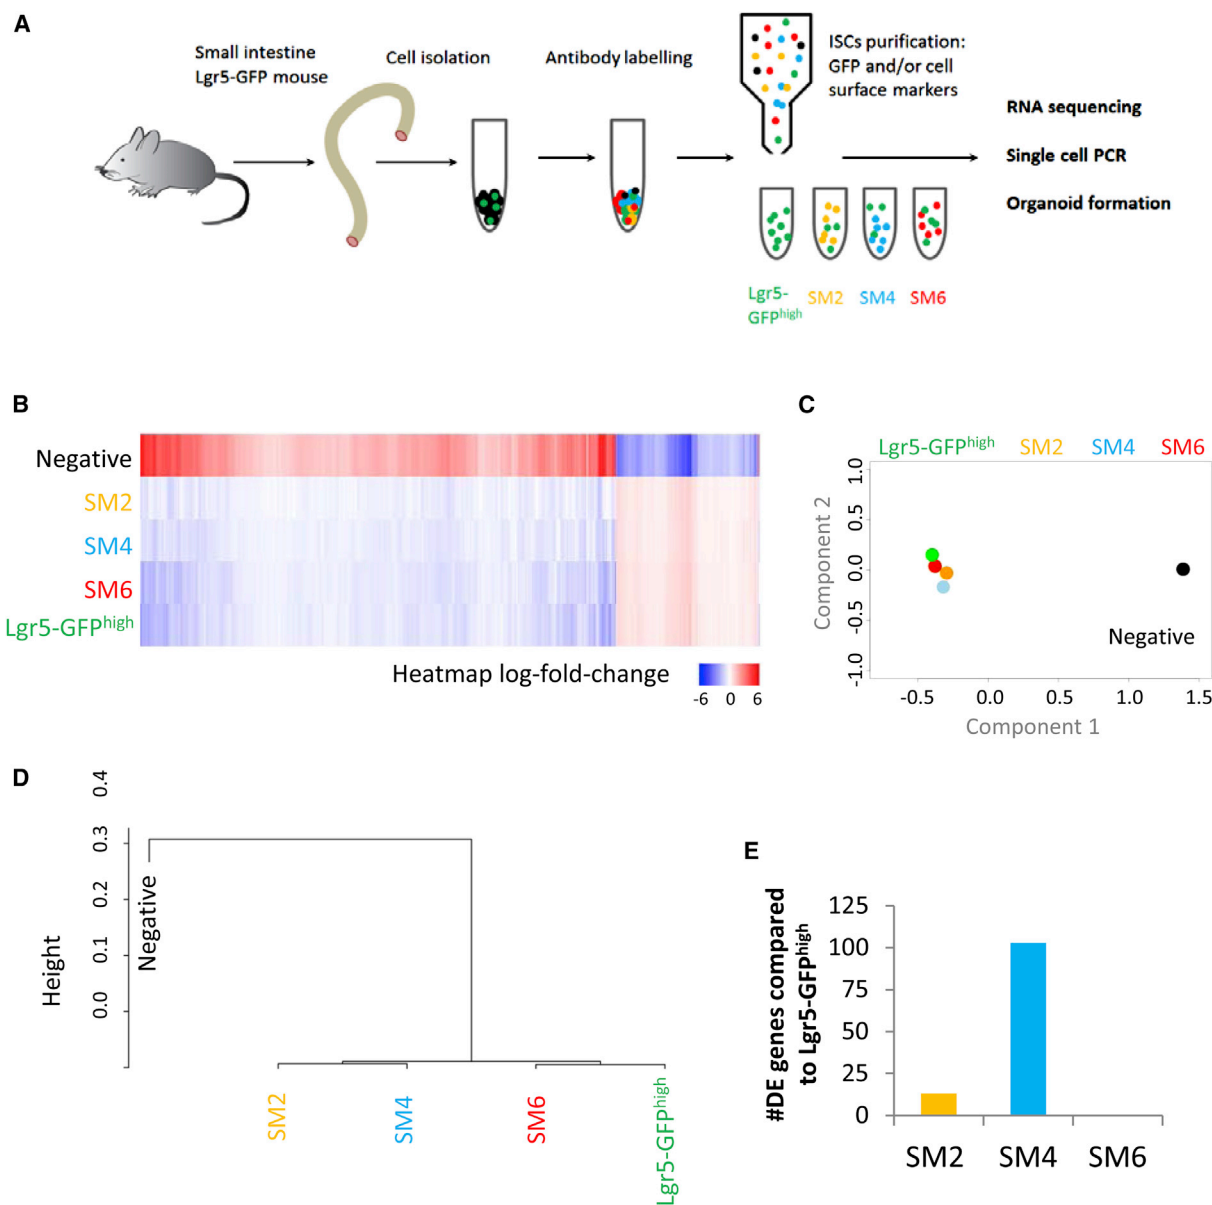 A
Small intestine
Lgr5-GFP mouse
Cell isolation
Antibody labelling
ISCs purification:
GFP and/or cell
surface markers
RNA sequencing
Single cell PCR
Organoid formation
Lgr5-
GFPhigh
SM2
SM4
SM6
B
Negative
SM2
SM4
SM6
Lgr5-GFPhigh
Heatmap log-fold-change
-6 0 6
C
Lgr5-GFPhigh SM2 SM4 SM6
Component 2
1.0
0.5
0.0
-0.5
-1.0
Negative
-0.5 0.0 0.5 1.0 1.5
Component 1
D
Height
0.4
0.3
0.2
0.1
0.0
Negative
SM2
SM4
SM6
Lgr5-GFPhigh
E
#DE genes compared
to Lgr5-GFPhigh
125
100
75
50
25
0
SM2 SM4 SM6